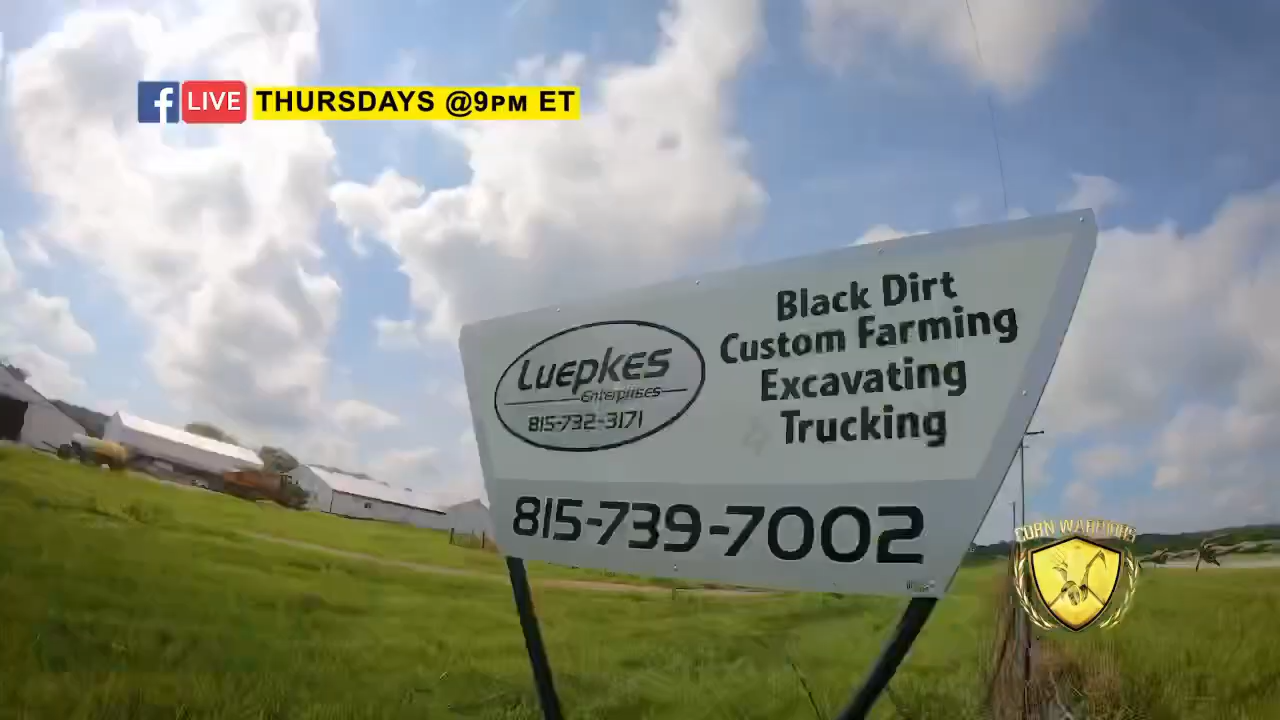 f LIVE THURSDAYS @9PM ET
Black Dirt
Custom Farming
Excavating
Trucking
LUEPKES
Enterprises
815-732-3171
815-739-7002
CORN WARRIORS